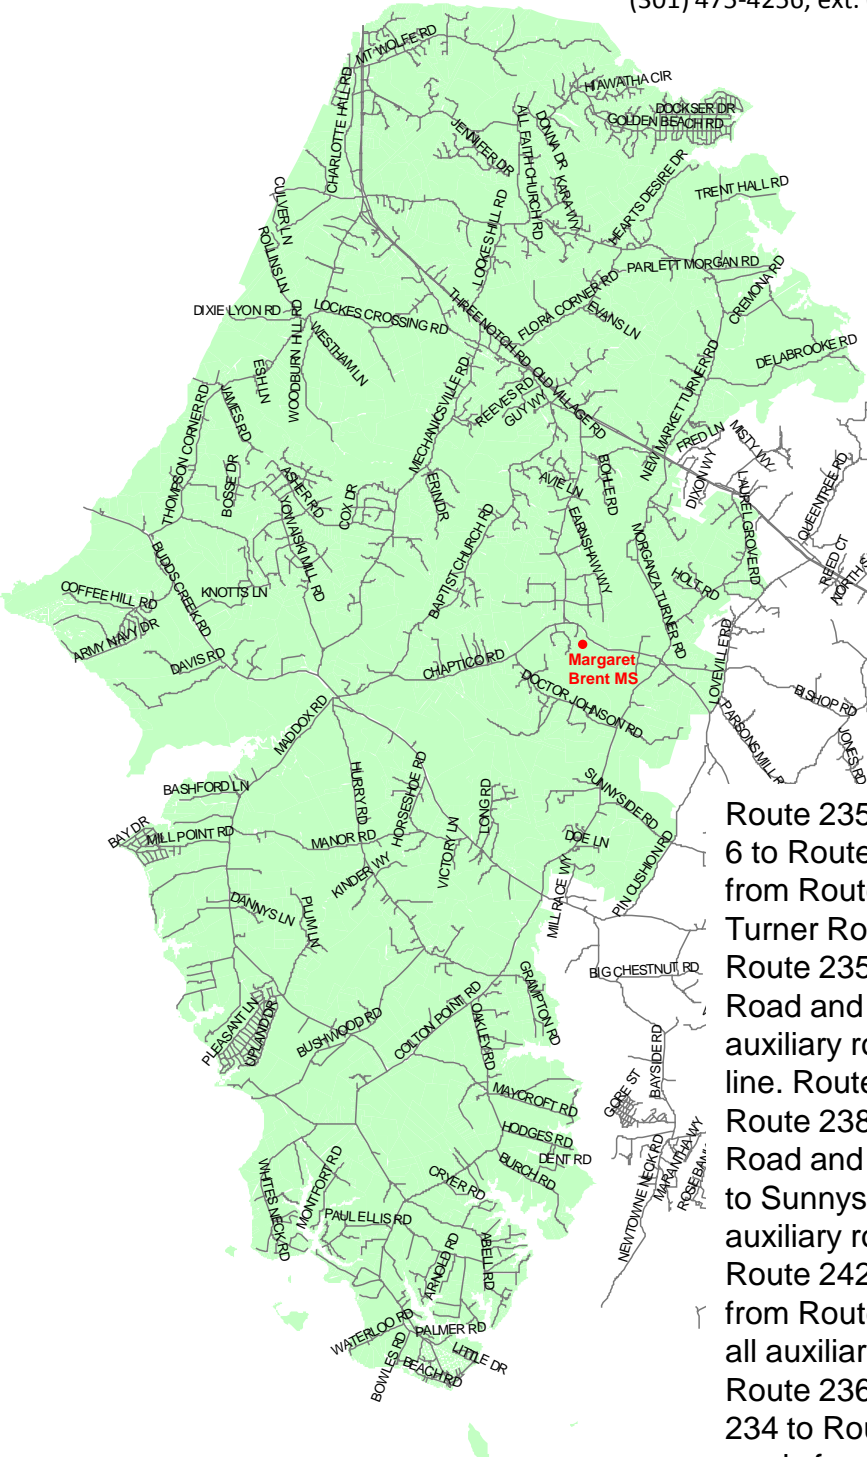 (301) 475-4256, ext.
MT WOLFE RD
HIAWATHA CIR
DOCKSER DR
GOLDEN BEACH RD
CHARLOTTE HALL RD
JENNIFER DR
ALL FAITH CHURCH RD
DONNA DR
KARA WY
HEARTS DESIRE DR
TRENT HALL RD
CULVER LN
ROLLINS LN
LOCKES HILL RD
PARLETT MORGAN RD
CREMONA RD
DIXIE LYON RD
LOCKES CROSSING RD
THREE NOTCH RD
FLORA CORNER RD
EVANS LN
DELABROOKE RD
WOODBURN HILL RD
WESTHAM LN
ESH LN
JAMES RD
MECHANICSVILLE RD
REEVES RD
GUY WY
OLD VILLAGE RD
NEW MARKET TURNER RD
FRED LN
MISTY WY
DIXON WY
THOMPSON CORNER RD
BOSSE DR
ASHER RD
YOWAISKI MILL RD
COX DR
ERIN DR
AVIE LN
BOHLE RD
LAUREL GROVE RD
QUEENTREE RD
REED CT
NORTH S
BAPTIST CHURCH RD
EARNSHAW WY
MORGANZA TURNER RD
HOLT RD
BUDDS CREEK RD
KNOTTS LN
COFFEE HILL RD
ARMY NAVY DR
DAVIS RD
CHAPTICO RD
Margaret
Brent MS
DOCTOR JOHNSON RD
LOVEVILLE RD
BISHOP RD
PARSONS MILL R
JONES RD
MADDOX RD
BASHFORD LN
BAY DR
MILL POINT RD
HURRY RD
HORSESHOE RD
MANOR RD
KINDER WY
VICTORY LN
LONG RD
SUNNYSIDE RD
DOE LN
MILL RACE WY
PIN CUSHION RD
DANNYS LN
PLUM LN
BIG CHESTNUT RD
GRAMPTON RD
PLEASANT LN
UPLAND DR
BUSHWOOD RD
COLTON POINT RD
OAKLEY RD
BAYSIDE RD
GORE ST
MAYCROFT RD
HODGES RD
DENT RD
BURCH RD
NEWTOWNE NECK RD
MARANTHA WY
ROSEBAN
WHITES NECK RD
MONTFORT RD
CRYER RD
PAUL ELLIS RD
ARNOLD RD
ABELL RD
WATERLOO RD
PALMER RD
BOWLES RD
BEACH RD
LITTLE DR
Route 235
6 to Route
from Rout
Turner Ro
Route 235
Road and
auxiliary ro
line. Route
Route 238
Road and
to Sunnys
auxiliary ro
Route 242
from Rout
all auxiliar
Route 236
234 to Rou